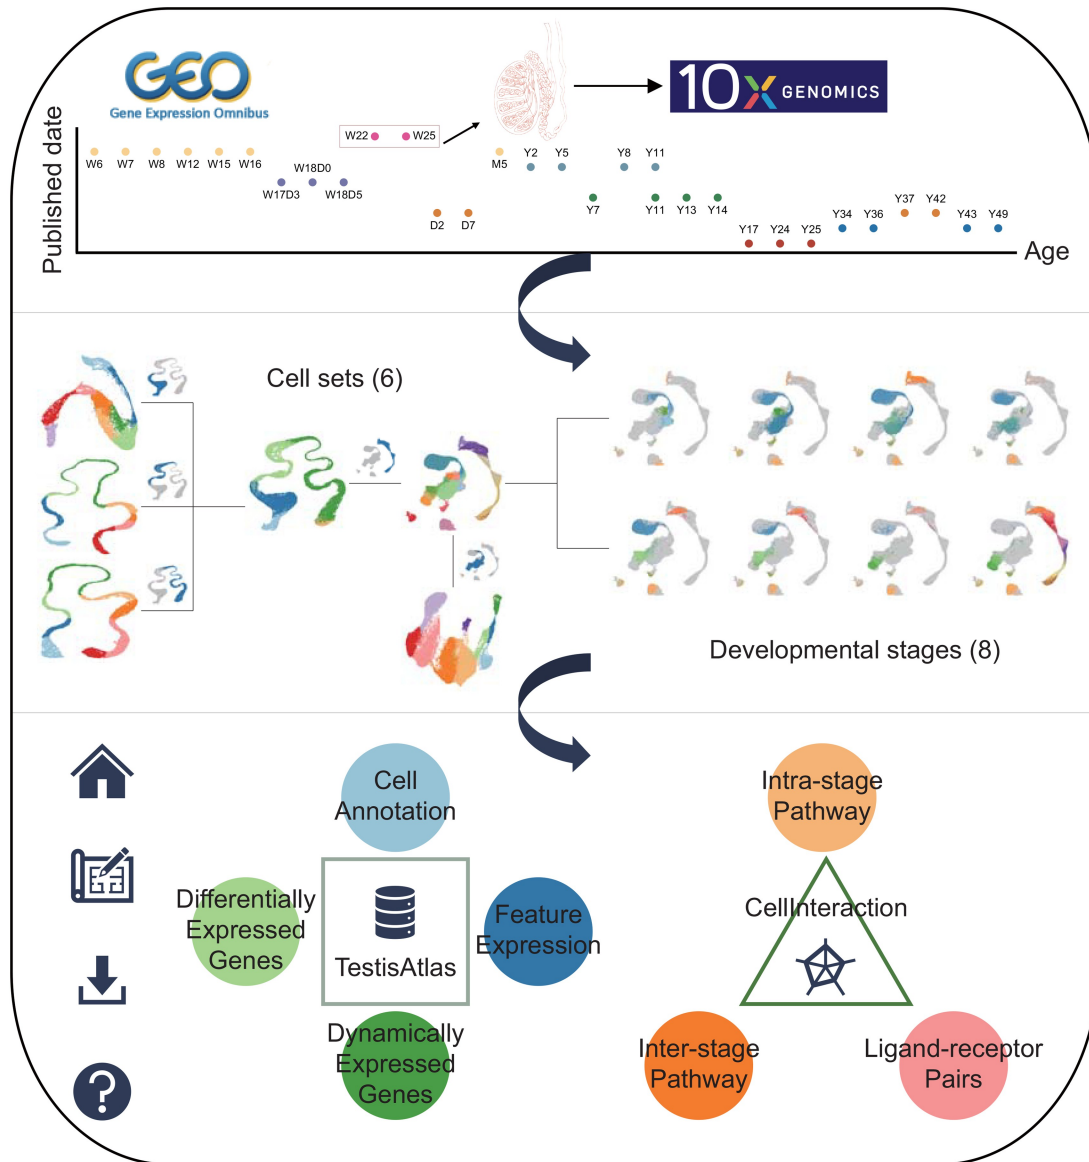 GEO
Gene Expression Omnibus
10X GENOMICS
Published date
W22 W25
W6 W7 W8 W12 W15 W16
W18D0
W17D3 W18D5
M5 Y2 Y5 Y8 Y11
D2 D7
Y7 Y11 Y13 Y14
Y17 Y24 Y25
Y34 Y36
Y37 Y42
Y43 Y49
Age
Cell sets (6)
Developmental stages (8)
Cell
Annotation
Differentially
Expressed
Genes
TestisAtlas
Feature
Expression
Dynamically
Expressed
Genes
Intra-stage
Pathway
CellInteraction
Inter-stage
Pathway
Ligand-receptor
Pairs
?